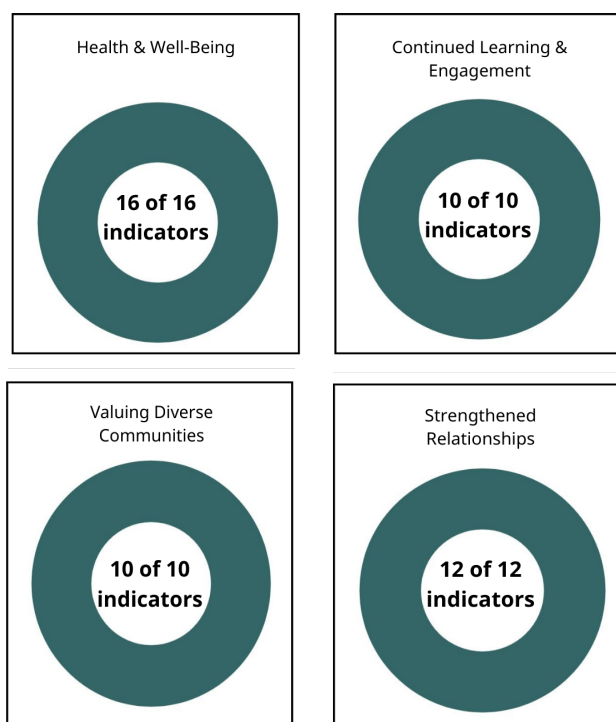 Health & Well-Being
16 of 16
indicators
Continued Learning &
Engagement
10 of 10
indicators
Valuing Diverse
Communities
10 of 10
indicators
Strengthened
Relationships
12 of 12
indicators